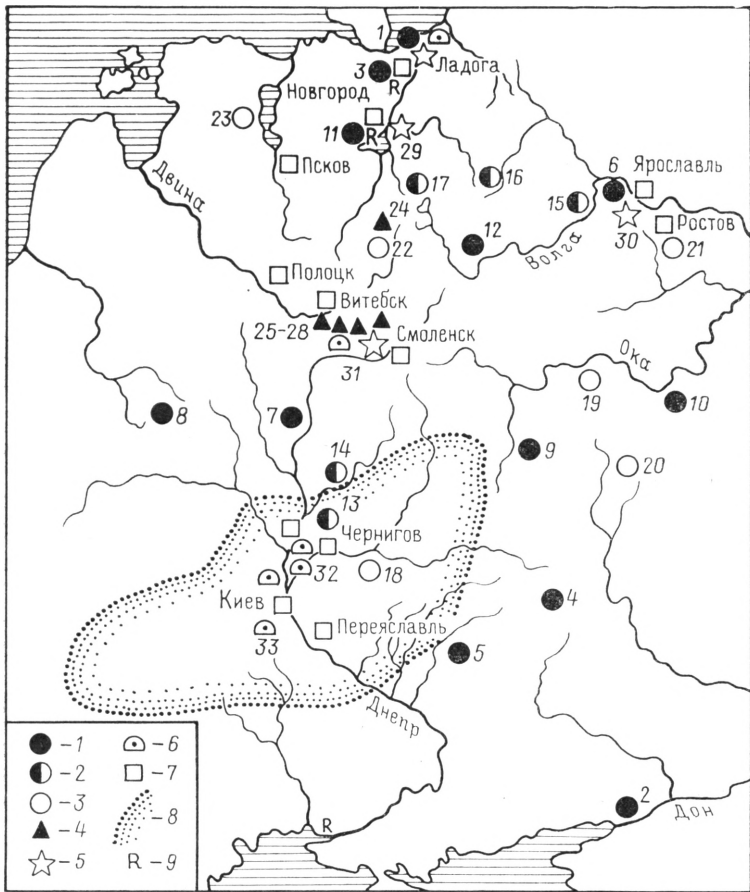 1
Ладога
3
R
Новгород
23
11
R
29
Псков
Двина
17
16
6
Ярославль
15
24
12
30
Ростов
22
Волга
21
Полоцк
Витебск
25-28
Смоленск
Ока
31
19
8
7
10
9
14
20
13
Чернигов
32
18
Киев
4
Переяславль
33
5
Днепр
2
Дон
R
-1
-6
-2
-7
-3
-8
-4
-5
R -9